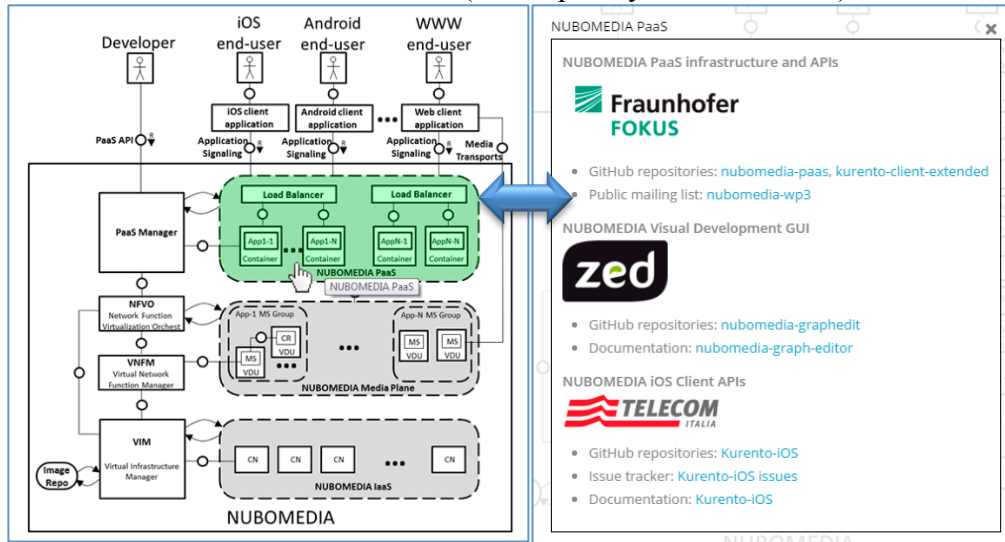 iOS
end-user
Android
end-user
WWW
end-user
Developer
iOS client
application
Android client
application
Web client
application
PaaS API
R
Application
Signaling
R
Application
Signaling
R
Application
Signaling
R
Media
Transports
Load Balancer
Load Balancer
PaaS Manager
App1-1
Container
App1-N
Container
AppN-1
Container
AppN-N
Container
NUBOMEDIA PaaS
NUBOMEDIA PaaS
NFVO
Network Function
Virtualization Orchest
App-1 MS Group
App-N MS Group
CR
VDU
MS
VDU
MS
VDU
MS
VDU
VNFM
Virtual Network
Function Manager
NUBOMEDIA Media Plane
VIM
Virtual Infrastructure
Manager
Image
Repo
CN
CN
CN
CN
NUBOMEDIA IaaS
NUBOMEDIA
NUBOMEDIA PaaS
NUBOMEDIA PaaS infrastructure and APIs
Fraunhofer
FOKUS
GitHub repositories: nubomedia-paas, kurento-client-extended
Public mailing list: nubomedia-wp3
NUBOMEDIA Visual Development GUI
zed
GitHub repositories: nubomedia-graphedit
Documentation: nubomedia-graph-editor
NUBOMEDIA iOS Client APIs
TELECOM
ITALIA
GitHub repositories: Kurento-iOS
Issue tracker: Kurento-iOS issues
Documentation: Kurento-iOS